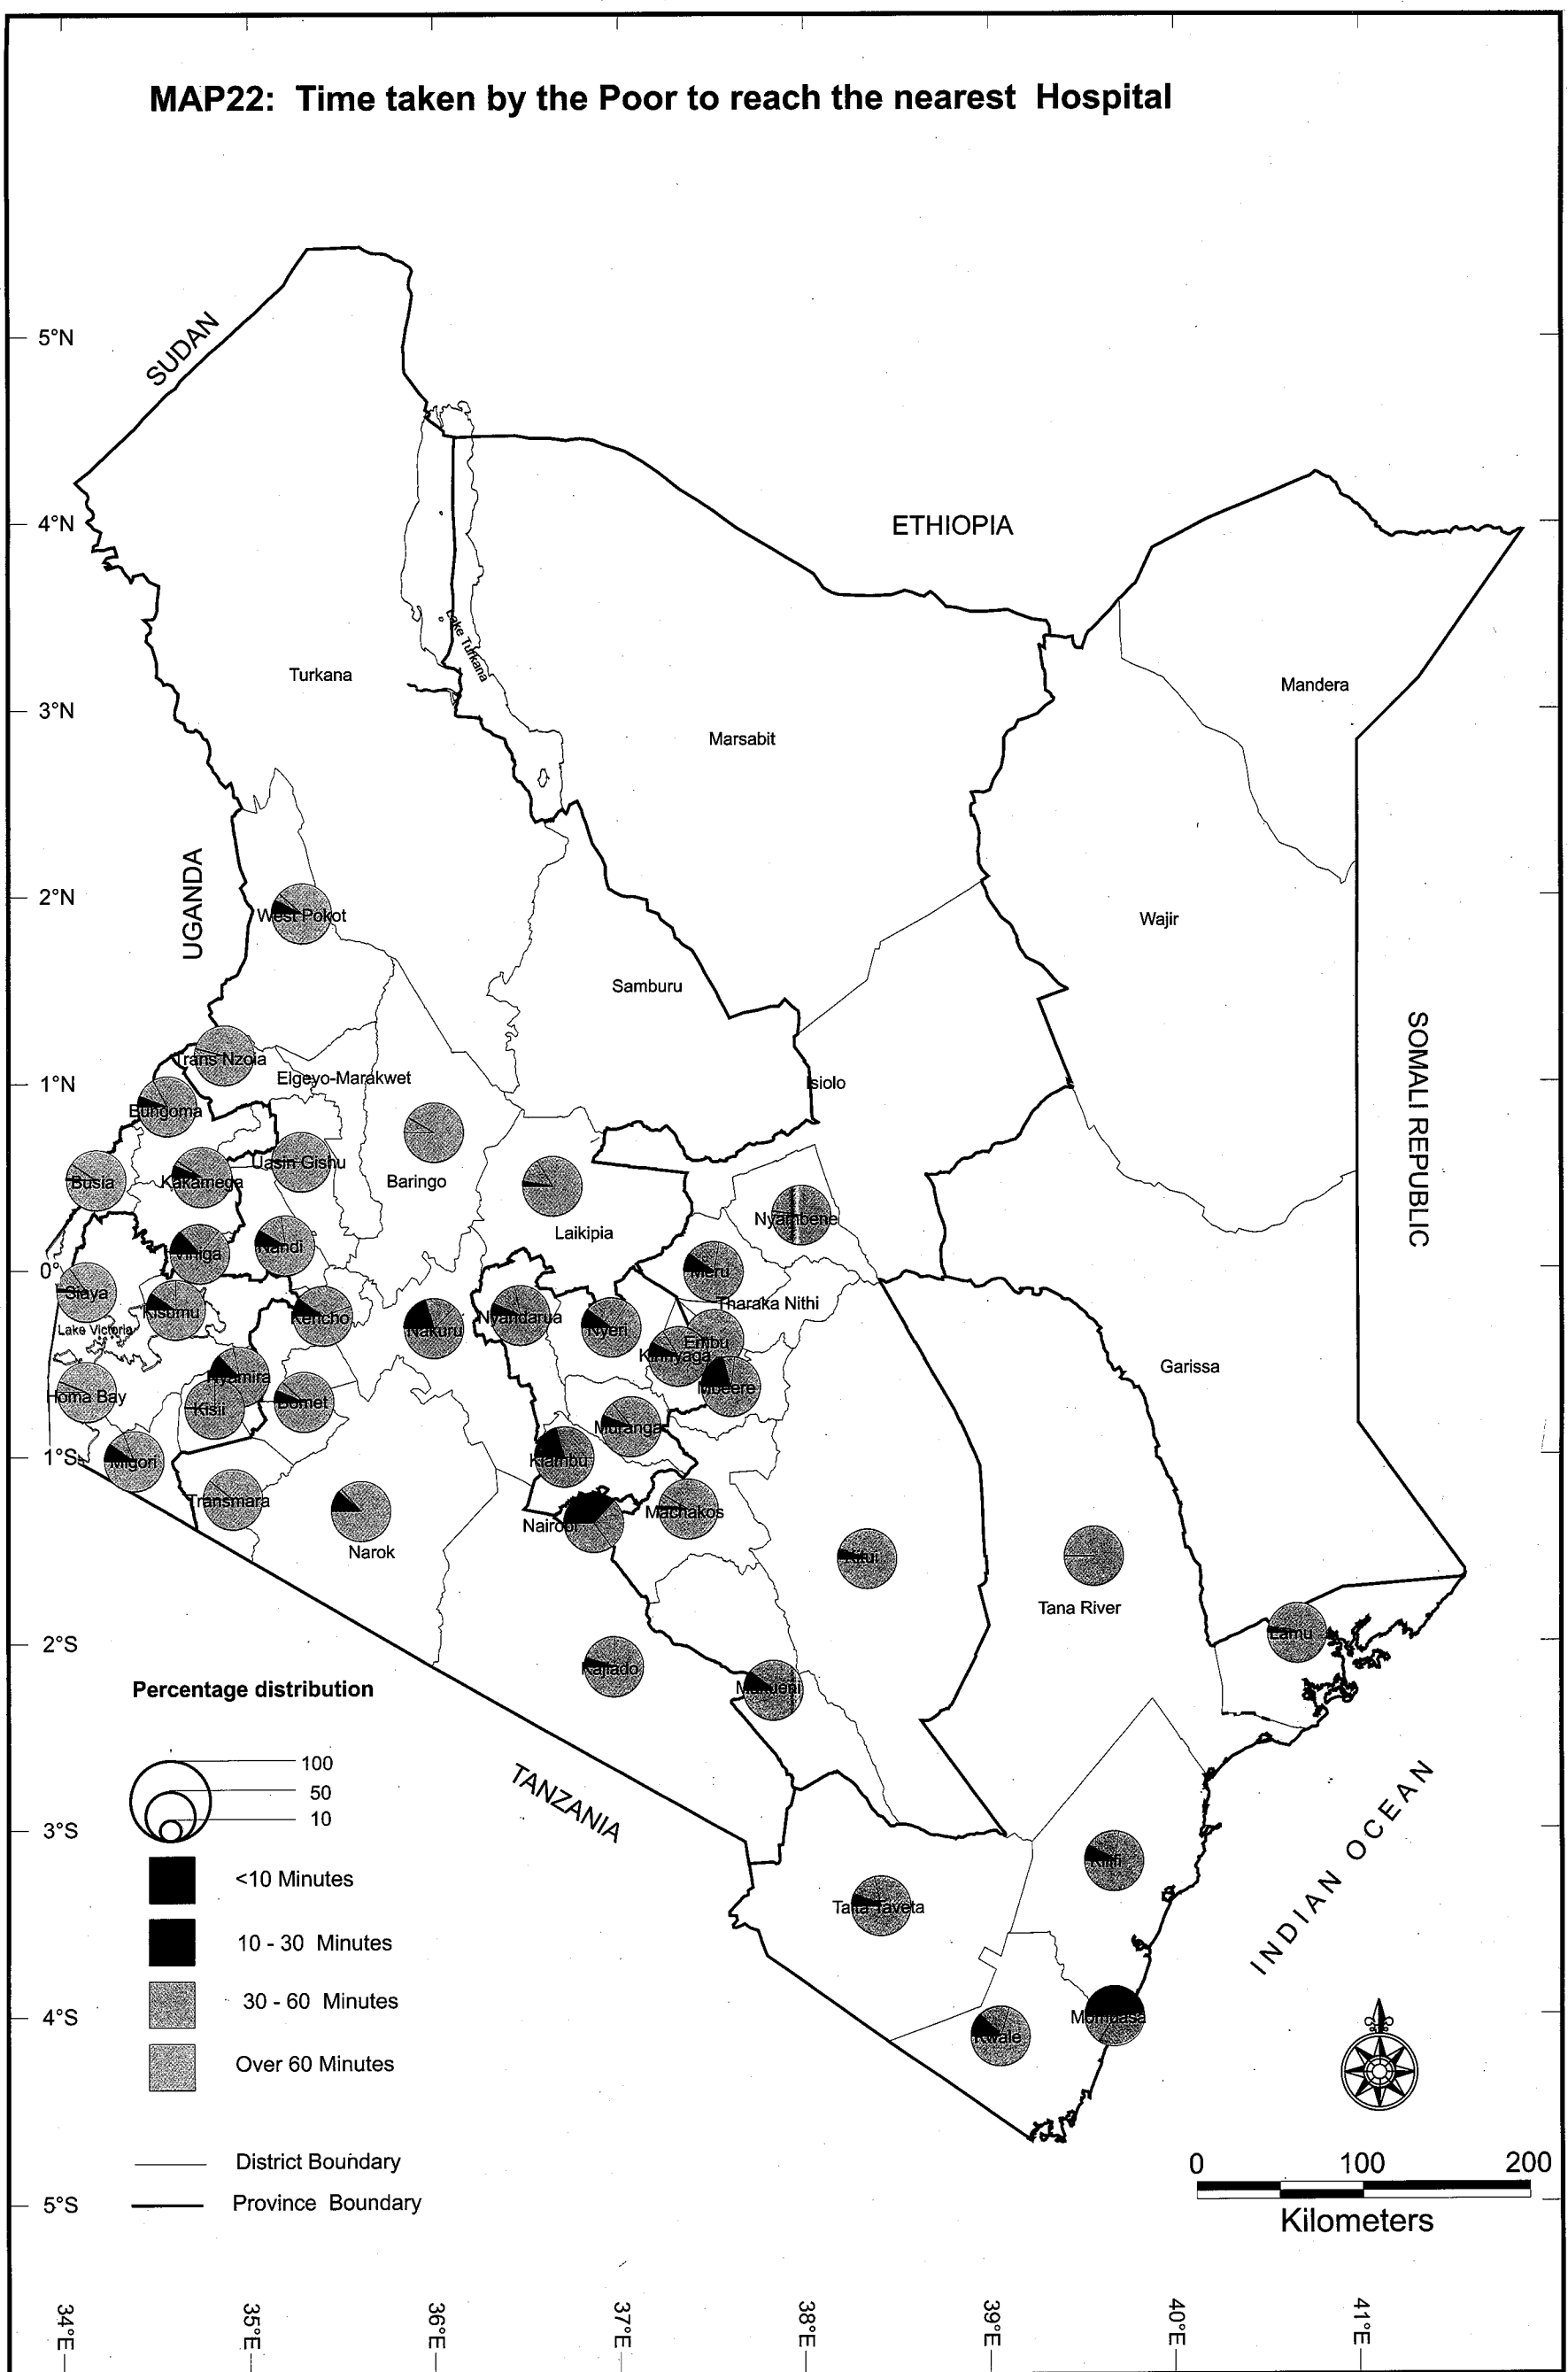 MAP22: Time taken by the Poor to reach the nearest Hospital
5°N
SUDAN
4°N
ETHIOPIA
Lake Turkana
Turkana
Mandera
3°N
Marsabit
UGANDA
2°N
West Pokot
Wajir
Samburu
SOMALI REPUBLIC
Trans Nzoia
1°N
Elgeyo-Marakwet
Isiolo
Bungoma
Uasin Gishu
Busia
Kakamega
Baringo
Nyambene
Laikipia
Vihiga
Nandi
0°
Meru
Siaya
Tharaka Nithi
Kisumu
Kericho
Nyandarua
Lake Victoria
Nakuru
Nyeri
Embu
Kirinyaga
Garissa
Nyamira
Mbeere
Homa Bay
Kisii
Bomet
Muranga
1°S
Migori
Kiambu
Transmara
Machakos
Nairobi
Narok
Kitui
Tana River
Lamu
2°S
Kajiado
Makueni
Percentage distribution
100
50
10
TANZANIA
INDIAN OCEAN
3°S
Kilifi
<10 Minutes
Taita Taveta
10 - 30 Minutes
30 - 60 Minutes
4°S
Mombasa
Kwale
Over 60 Minutes
District Boundary
0 100 200
Province Boundary
5°S
Kilometers
34°E
35°E
36°E
37°E
38°E
39°E
40°E
41°E